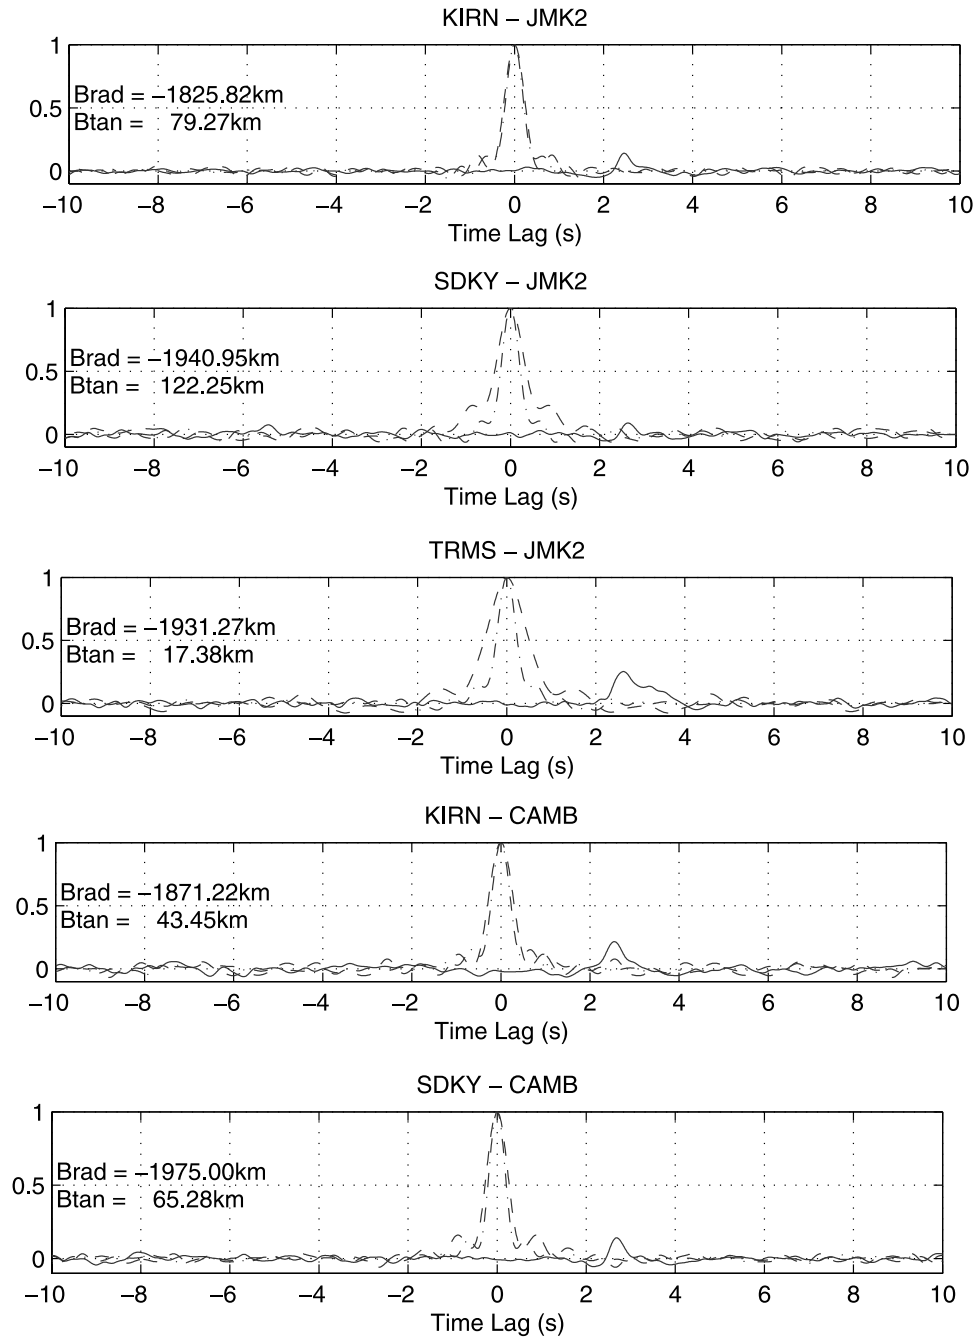 KIRN – JMK2
1
0.5
0
Brad = −1825.82km
Btan = 79.27km
−10 −8 −6 −4 −2 0 2 4 6 8 10
Time Lag (s)
SDKY – JMK2
1
0.5
0
Brad = −1940.95km
Btan = 122.25km
−10 −8 −6 −4 −2 0 2 4 6 8 10
Time Lag (s)
TRMS – JMK2
1
0.5
0
Brad = −1931.27km
Btan = 17.38km
−10 −8 −6 −4 −2 0 2 4 6 8 10
Time Lag (s)
KIRN – CAMB
1
0.5
0
Brad = −1871.22km
Btan = 43.45km
−10 −8 −6 −4 −2 0 2 4 6 8 10
Time Lag (s)
SDKY – CAMB
1
0.5
0
Brad = −1975.00km
Btan = 65.28km
−10 −8 −6 −4 −2 0 2 4 6 8 10
Time Lag (s)